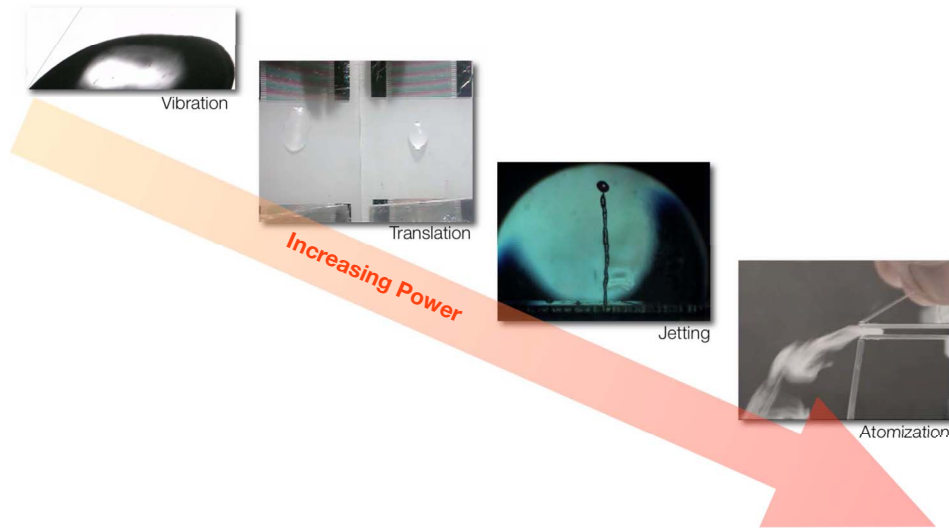 Vibration
Translation
Increasing Power
Jetting
Atomization